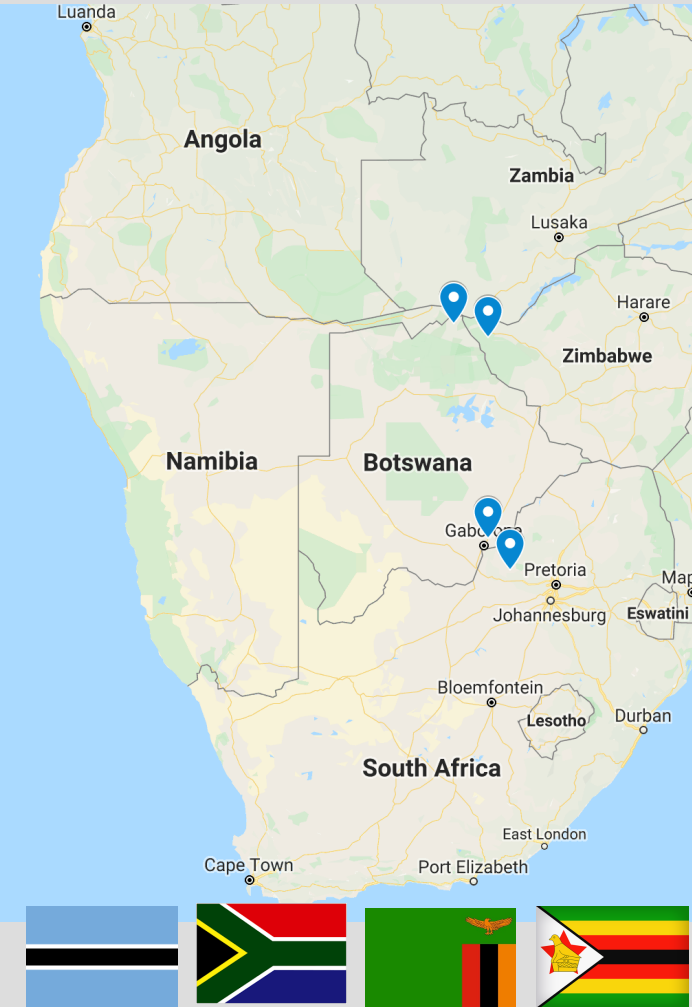 Luanda
Angola
Zambia
Lusaka
Harare
Zimbabwe
Namibia
Botswana
Pretoria
Map
Johannesburg
Eswatini
Bloemfontein
Lesotho
Durban
South Africa
East London
Cape Town
Port Elizabeth